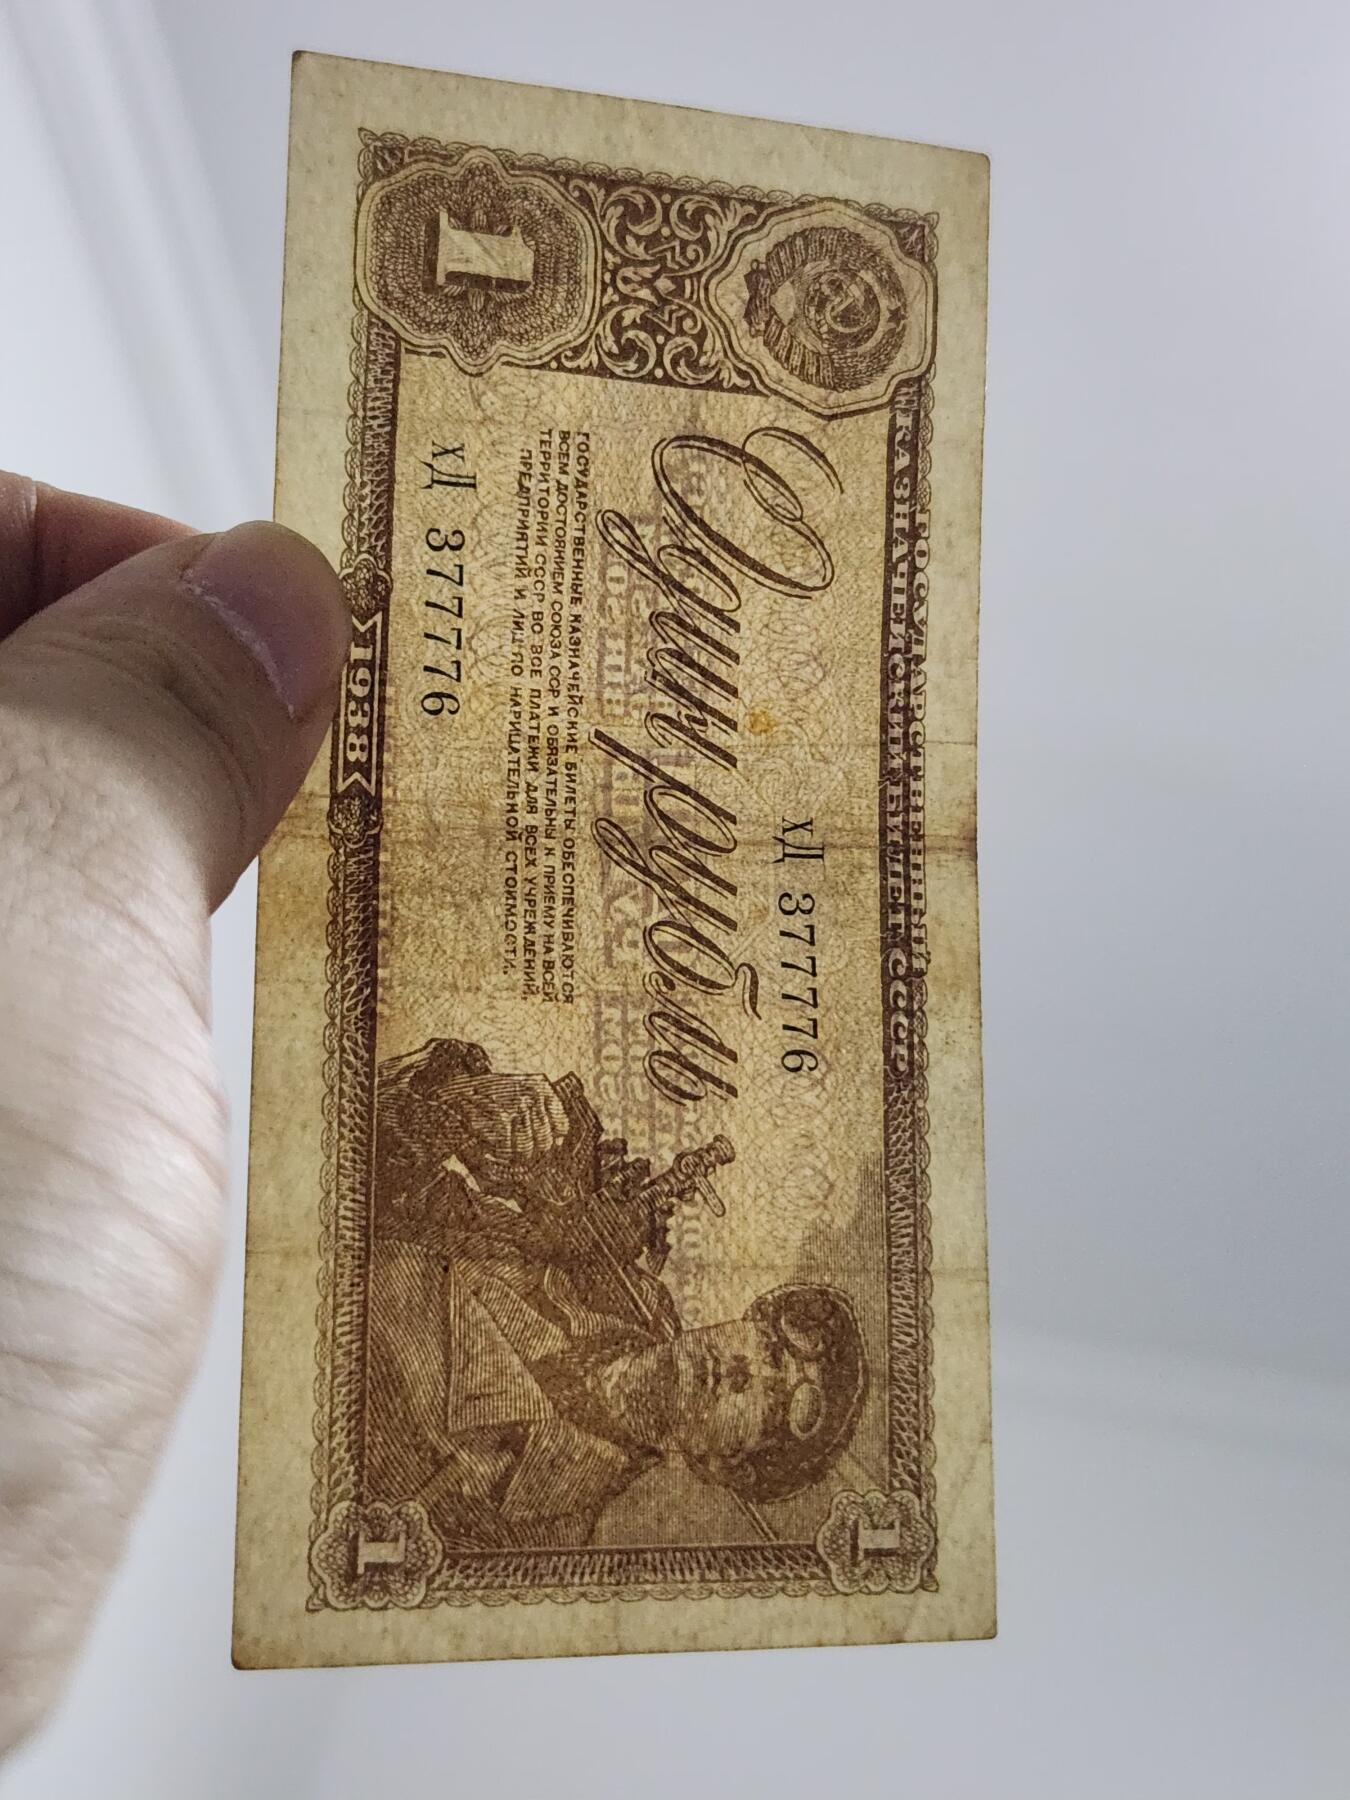 ГОСУДАРСТВЕННЫЙ
КАЗНАЧЕЙСКИЙ БИЛЕТ СССР
хД 377776
Один рубль
ГОСУДАРСТВЕННЫЕ КАЗНАЧЕЙСКИЕ БИЛЕТЫ ОБЕСПЕЧИВАЮТСЯ
ВСЕМ ДОСТОЯНИЕМ СОЮЗА ССР И ОБЯЗАТЕЛЬНЫ К ПРИЕМУ НА ВСЕЙ
ТЕРРИТОРИИ СССР ВО ВСЕ ПЛАТЕЖИ ДЛЯ ВСЕХ УЧРЕЖДЕНИЙ,
ПРЕДПРИЯТИЙ И ЛИЦ ПО НАРИЦАТЕЛЬНОЙ СТОИМОСТИ.
хД 377776
1
1938
1
1